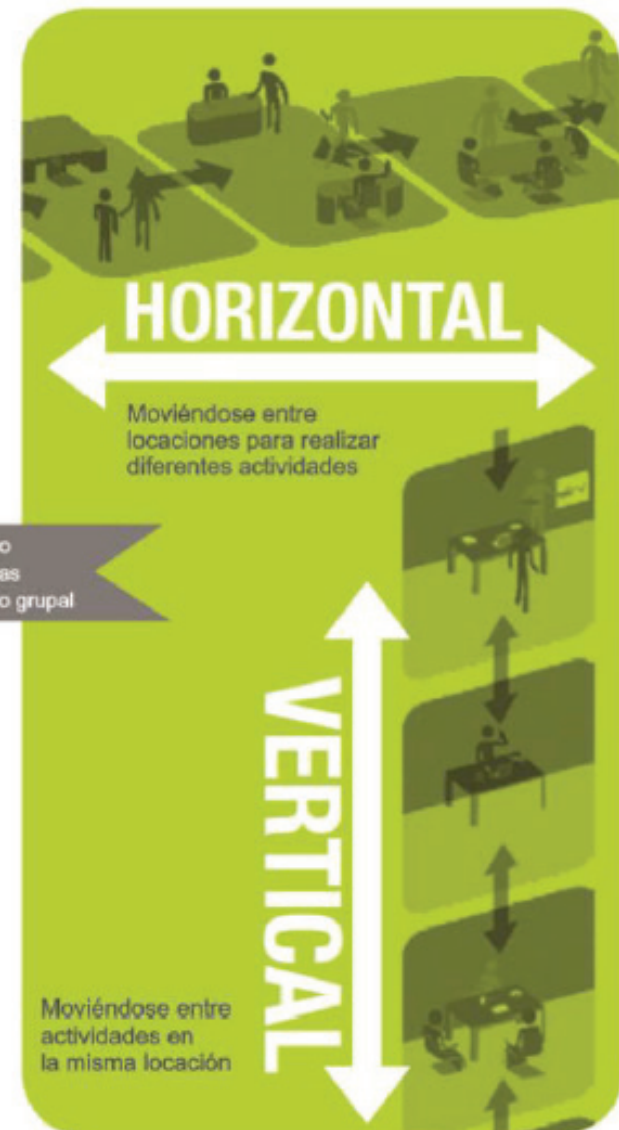 HORIZONTAL
Moviéndose entre
locaciones para realizar
diferentes actividades
o
as
o grupal
VERTICAL
Moviéndose entre
actividades en
la misma locación